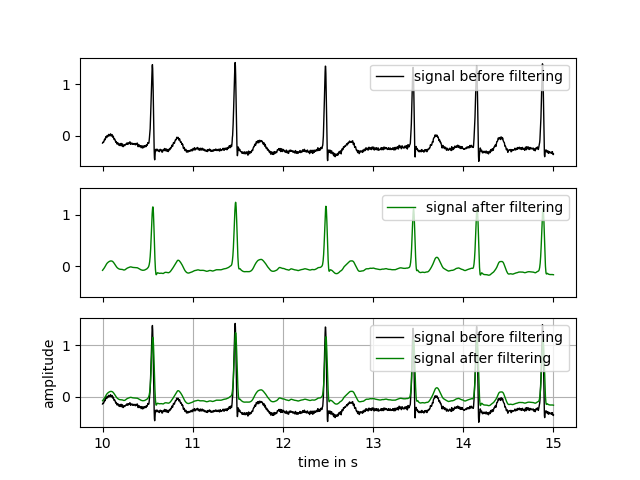 signal before filtering
1
0
signal after filtering
1
0
signal before filtering
signal after filtering
1
0
amplitude
10 11 12 13 14 15
time in s